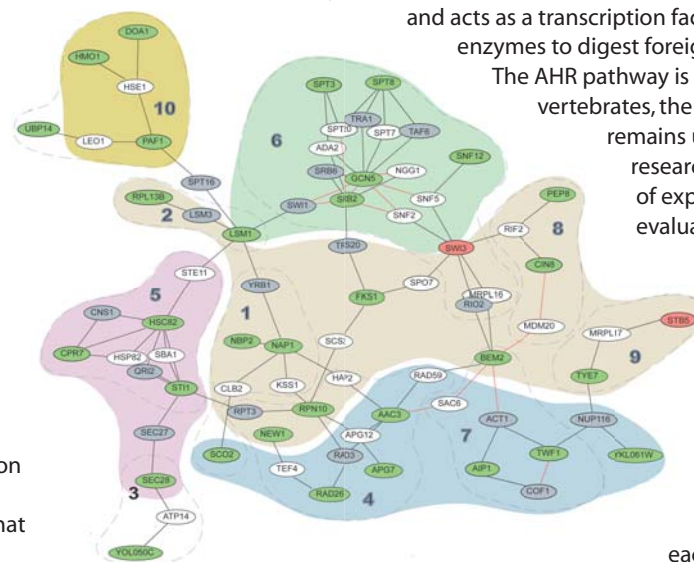 and acts as a transcription fac
enzymes to digest foreig
The AHR pathway is
vertebrates, the
remains u
researc
of exp
evalua
DOA1
HMO1
HSE1
10
UBP14
LEO1
PAF1
SPT16
SPT3
SPT8
TRA1
SPT20
SPT7
TAF6
6
ADA2
SNF12
SRB6
GCN5
NGG1
SWI1
SNF5
SNF2
RPL13B
2
LSM3
LSM1
PEP8
RIF2
8
SWI3
CIN8
STE11
SPO7
MRPL16
RIO2
5
YRB1
FKS1
CNS1
HSC82
1
MDM20
MRPL17
STB5
9
CPR7
HSP82
SBA1
QRI2
STI1
NBP2
NAP1
SCS2
BEM2
TYE7
CLB2
KSS1
HAP2
RAD59
SAC6
RPT3
RPN10
AAC3
ACT1
NUP116
7
SEC27
NEW1
APG12
RAD3
TWF1
SCO2
TEF4
APG7
AIP1
COF1
on
SEC28
3
RAD26
4
ATP14
hat
YOL050C
eac